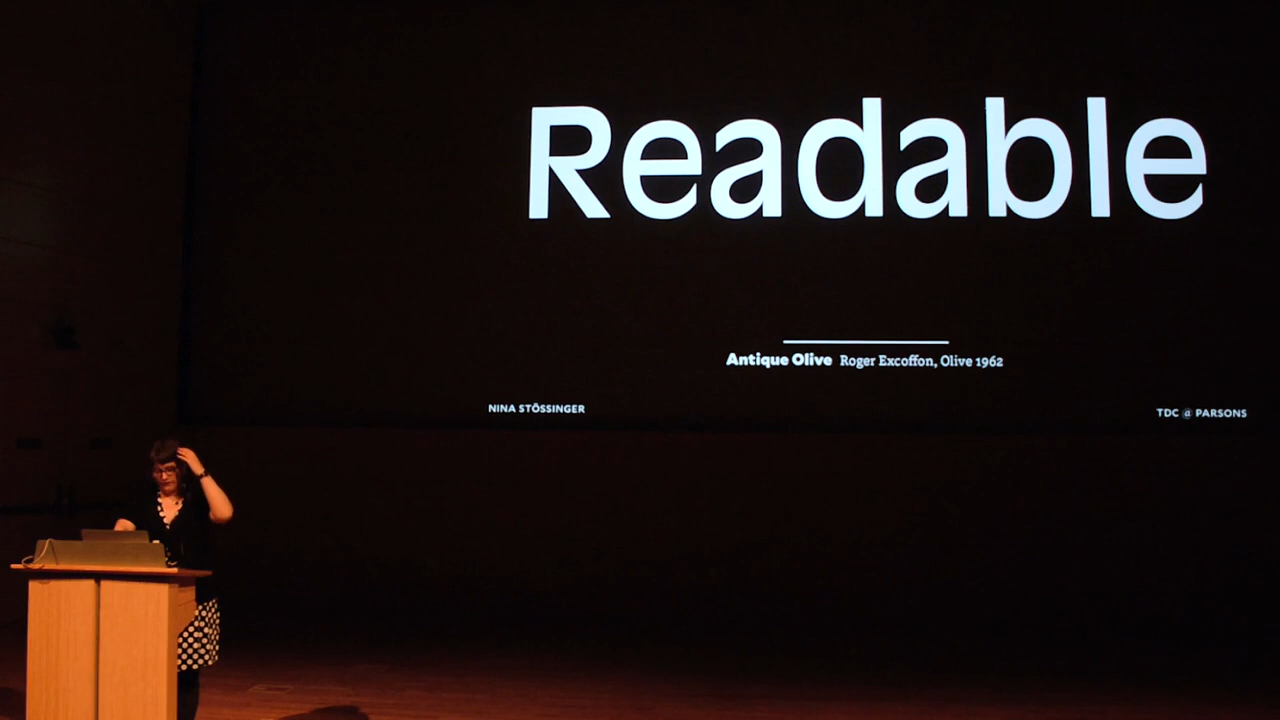 Readable
Antique Olive Roger Excoffon, Olive 1962
NINA STÖSSINGER
TDC @ PARSONS